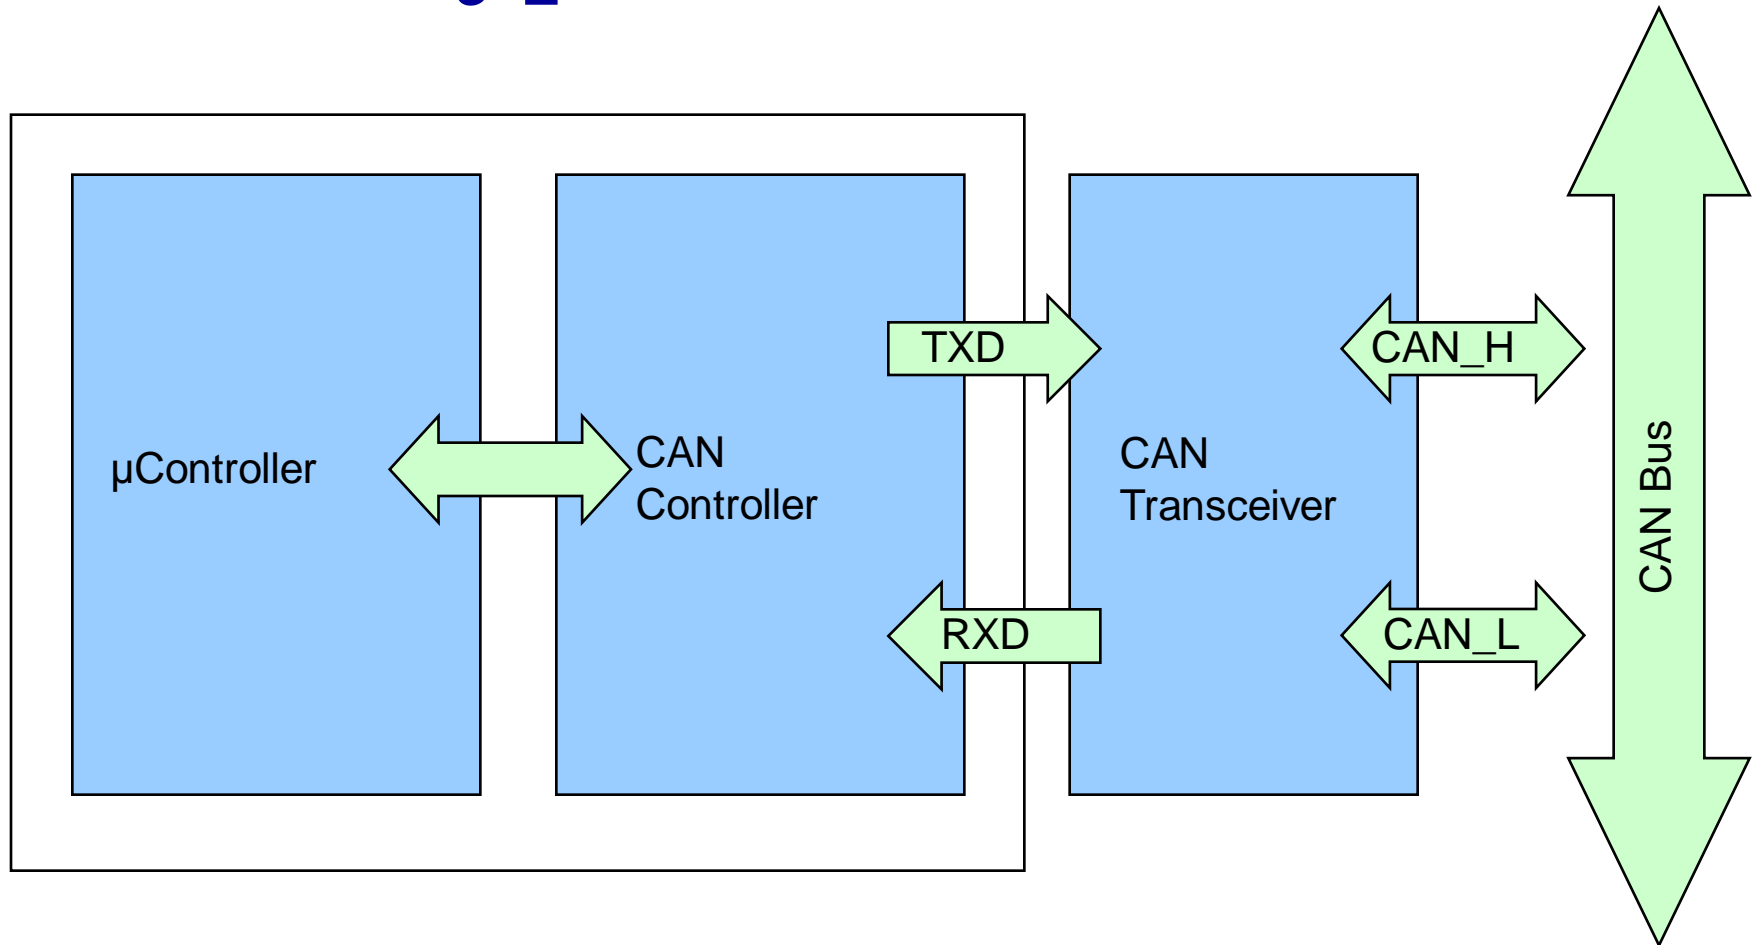 µController
CAN
Controller
TXD
RXD
CAN
Transceiver
CAN_H
CAN_L
CAN Bus